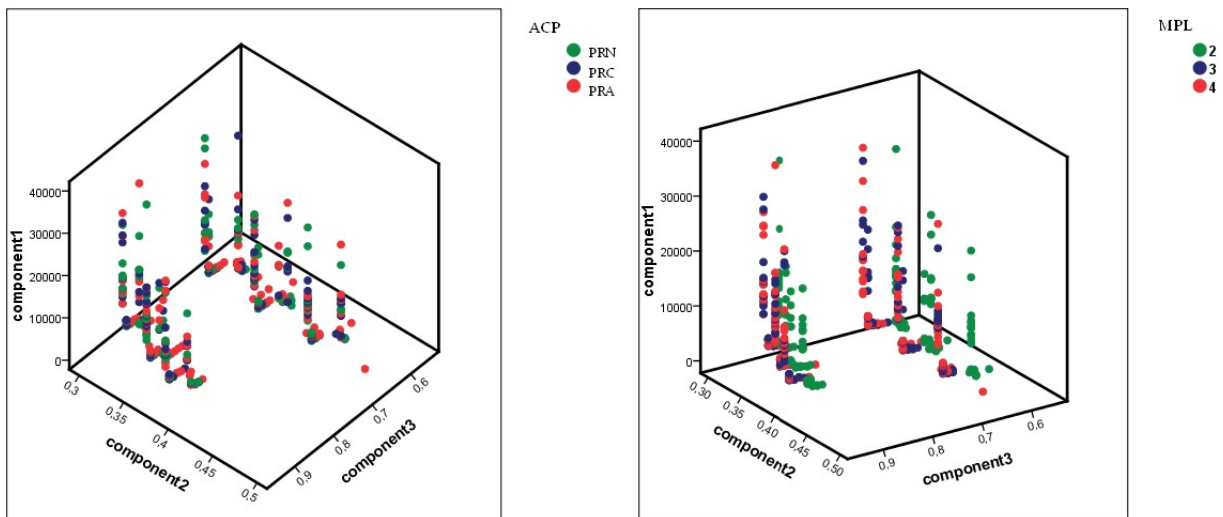 ACP
PRN
PRC
PRA
component1
40000
30000
20000
10000
0
0,3
0,35
0,4
0,45
0,5
component2
0,9
0,8
0,7
0,6
component3
MPL
2
3
4
component1
40000
30000
20000
10000
0
0,30
0,35
0,40
0,45
0,50
component2
0,9
0,8
0,7
0,6
component3